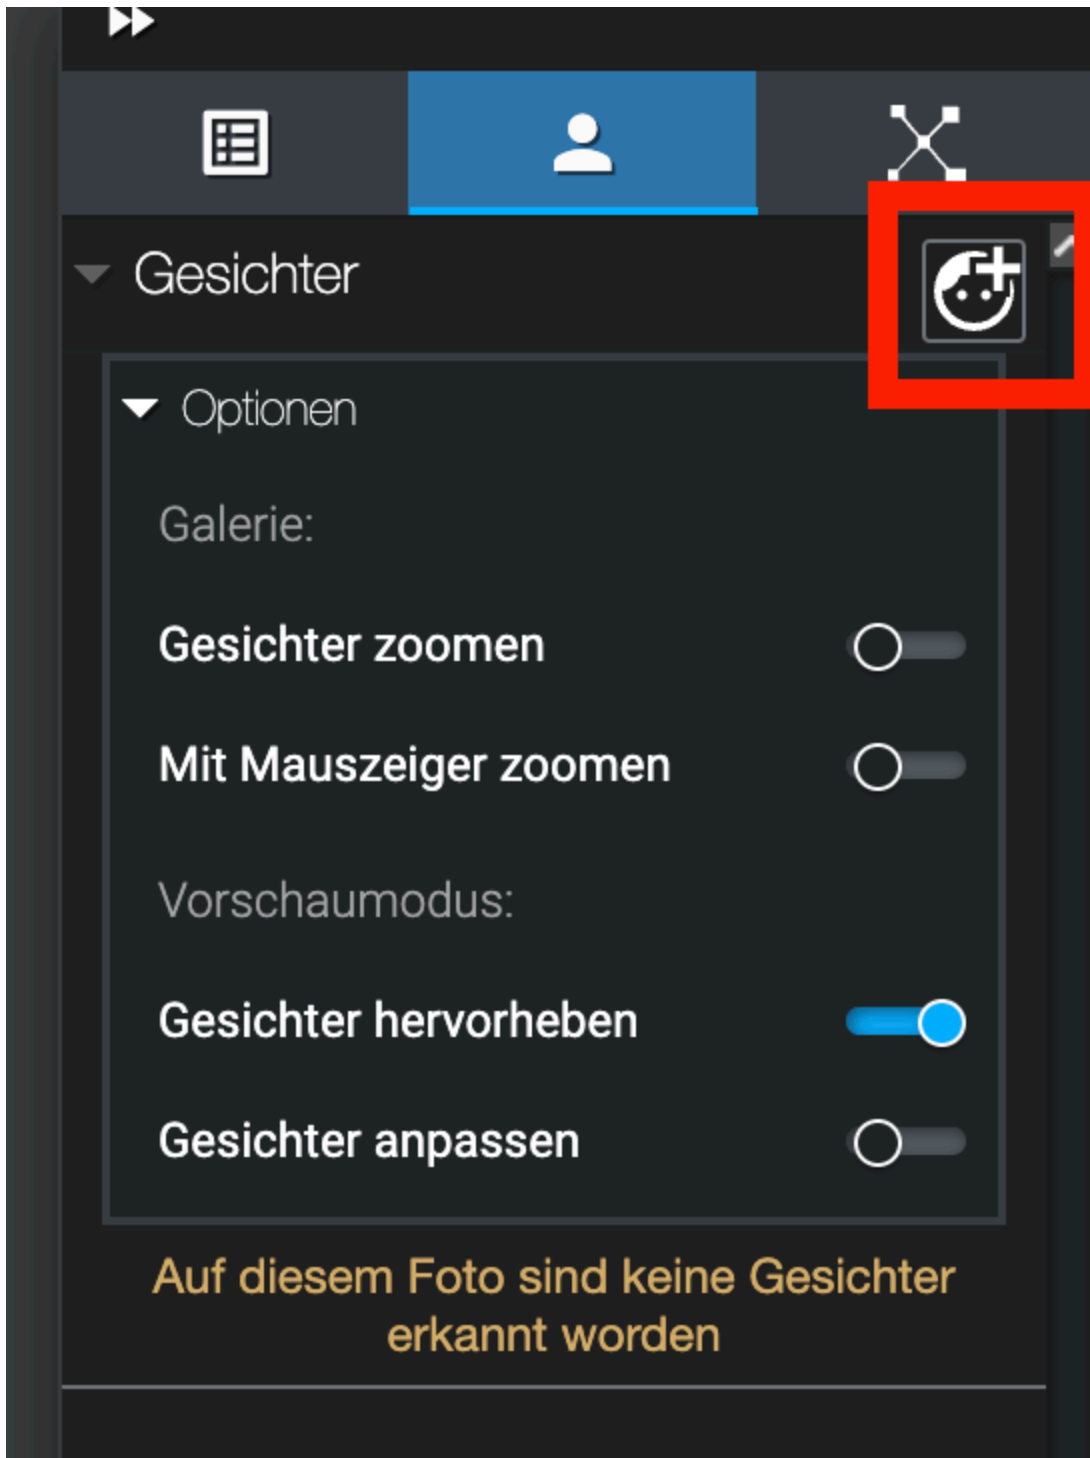 Gesichter
Optionen
Galerie:
Gesichter zoomen
Mit Mauszeiger zoomen
Vorschaumodus:
Gesichter hervorheben
Gesichter anpassen
Auf diesem Foto sind keine Gesichter
erkannt worden